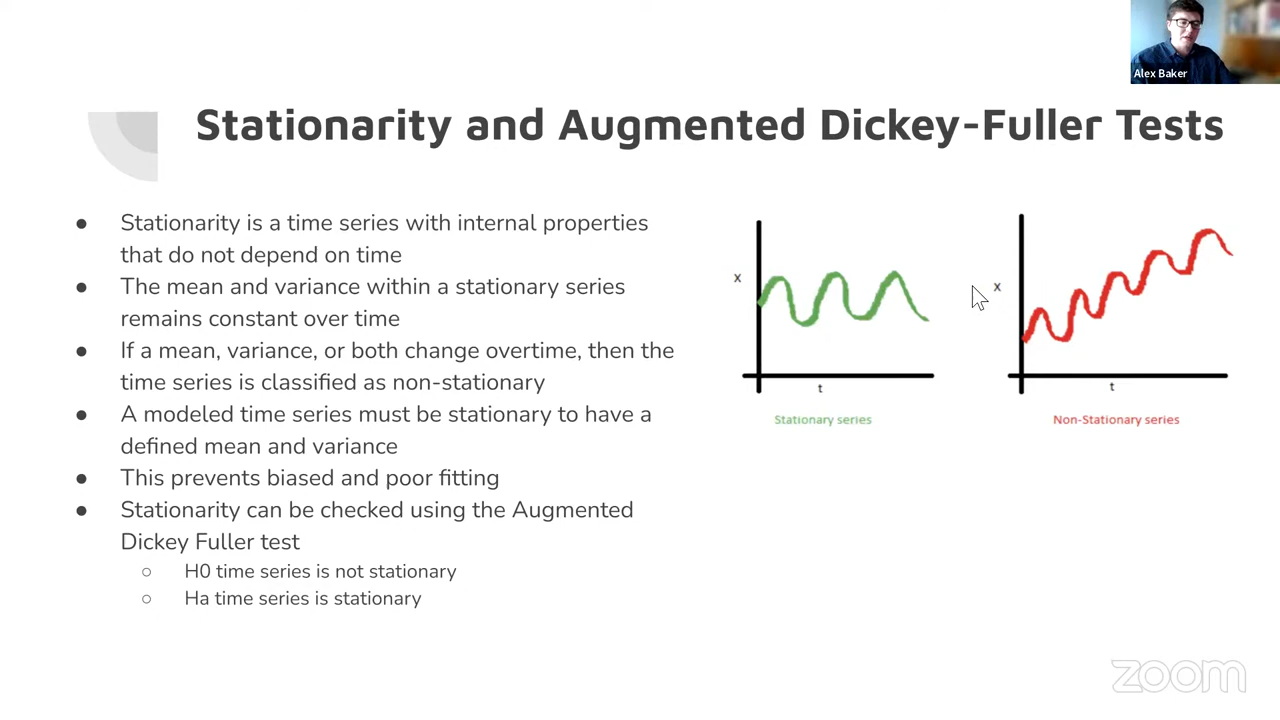 Alex Baker
Stationarity and Augmented Dickey-Fuller Tests
● Stationarity is a time series with internal properties
that do not depend on time
● The mean and variance within a stationary series
remains constant over time
● If a mean, variance, or both change overtime, then the
time series is classified as non-stationary
● A modeled time series must be stationary to have a
defined mean and variance
● This prevents biased and poor fitting
● Stationarity can be checked using the Augmented
Dickey Fuller test
○ H0 time series is not stationary
○ Ha time series is stationary
x
t
Stationary series
x
t
Non-Stationary series
zoom